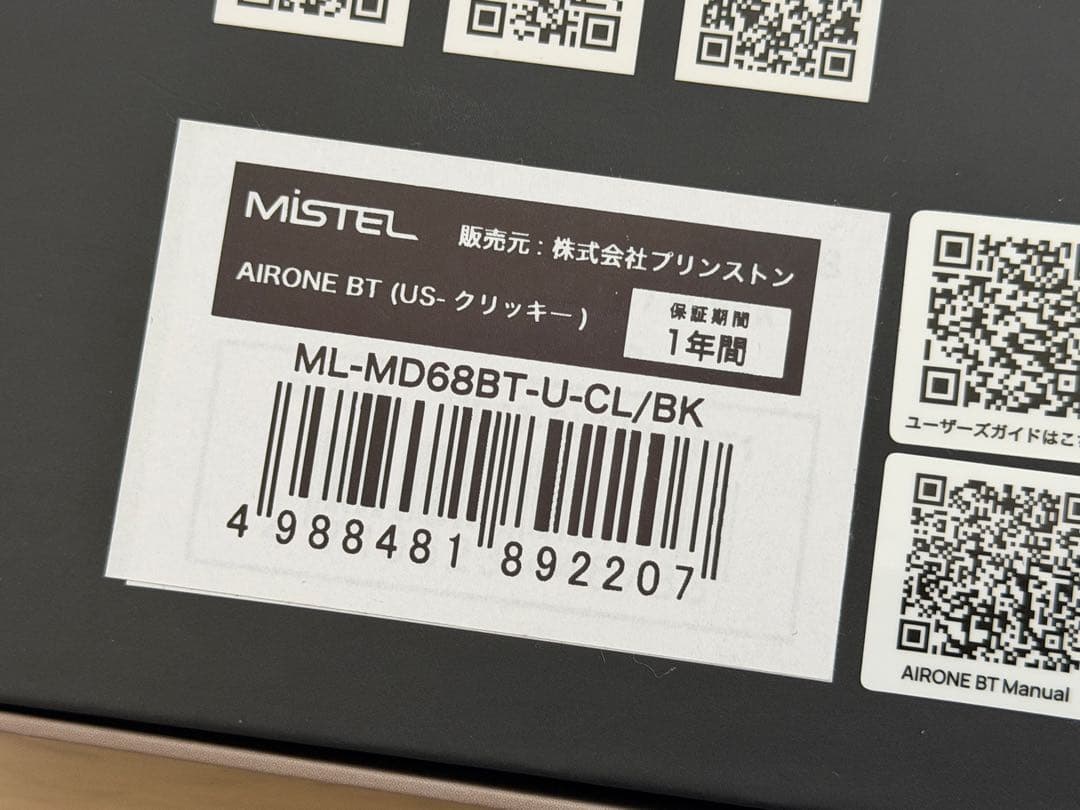 MiSTEL 販売元：株式会社プリンストン
AIRONE BT (US-クリッキー)
保証期間
1年間
ML-MD68BT-U-CL/BK
4 988481 892207
ユーザーズガイドはこ
AIRONE BT Manual